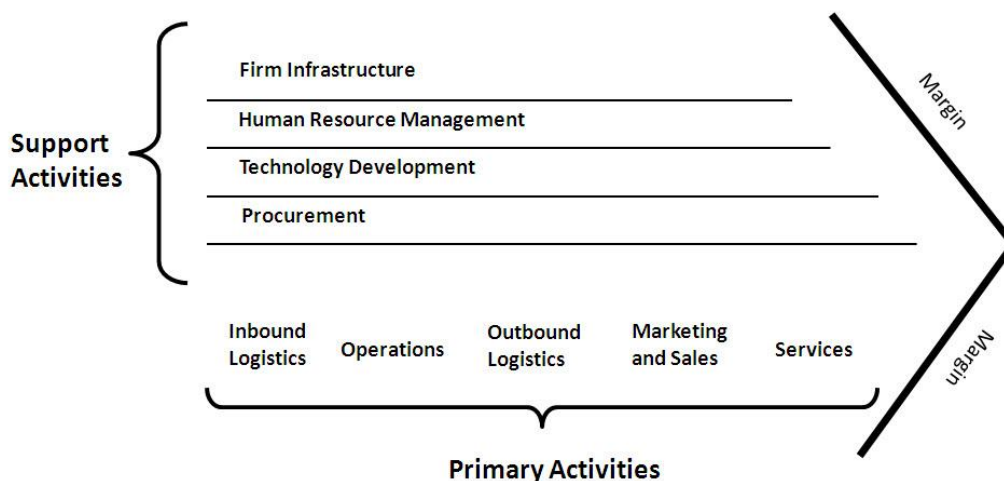 Support
Activities
Firm Infrastructure
Human Resource Management
Technology Development
Procurement
Margin
Margin
Inbound
Logistics
Operations
Outbound
Logistics
Marketing
and Sales
Services
Primary Activities